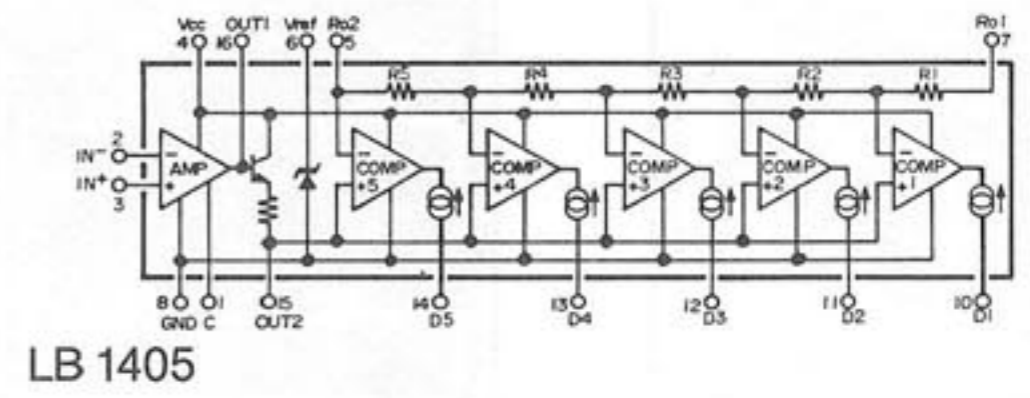 Vcc OUT1 Vref Ro2 Ro1
4 16 6 5 7
R5 R4 R3 R2 R1
2
IN- − AMP − COMP − COMP − COMP − COMP − COMP
IN+ + +5 +4 +3 +2 +1
3
8 1 15 14 13 12 11 10
GND C OUT2 D5 D4 D3 D2 D1
LB 1405